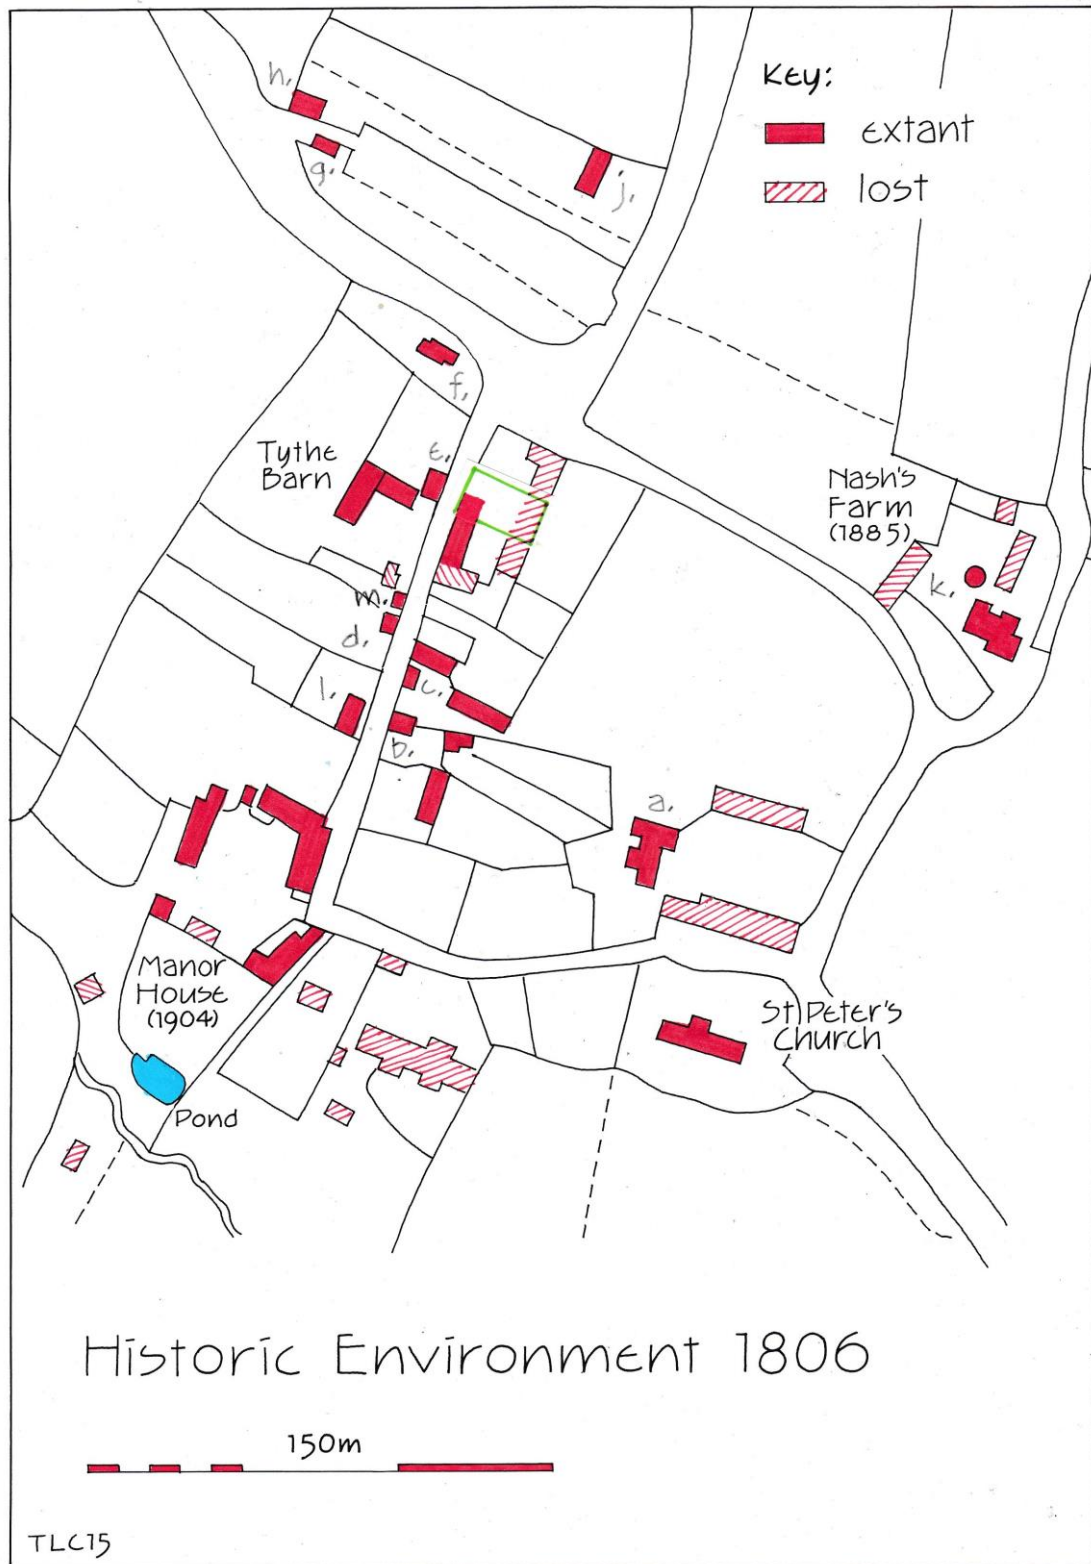 Key:
extant
lost
h.
g.
j.
f.
Tythe
Barn
e.
Nash's
Farm
(1885)
k.
m.
d.
c.
l.
b.
a.
Manor
House
(1904)
St Peter's
Church
Pond
Historic Environment 1806
150m
TLC15